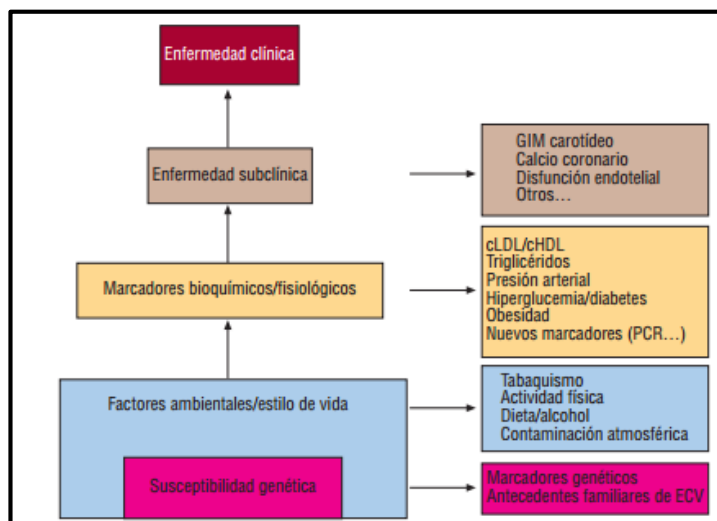 Enfermedad clínica
Enfermedad subclínica
GIM carotídeo
Calcio coronario
Disfunción endotelial
Otros…
Marcadores bioquímicos/fisiológicos
cLDL/cHDL
Triglicéridos
Presión arterial
Hiperglucemia/diabetes
Obesidad
Nuevos marcadores (PCR…)
Factores ambientales/estilo de vida
Tabaquismo
Actividad física
Dieta/alcohol
Contaminación atmosférica
Susceptibilidad genética
Marcadores genéticos
Antecedentes familiares de ECV